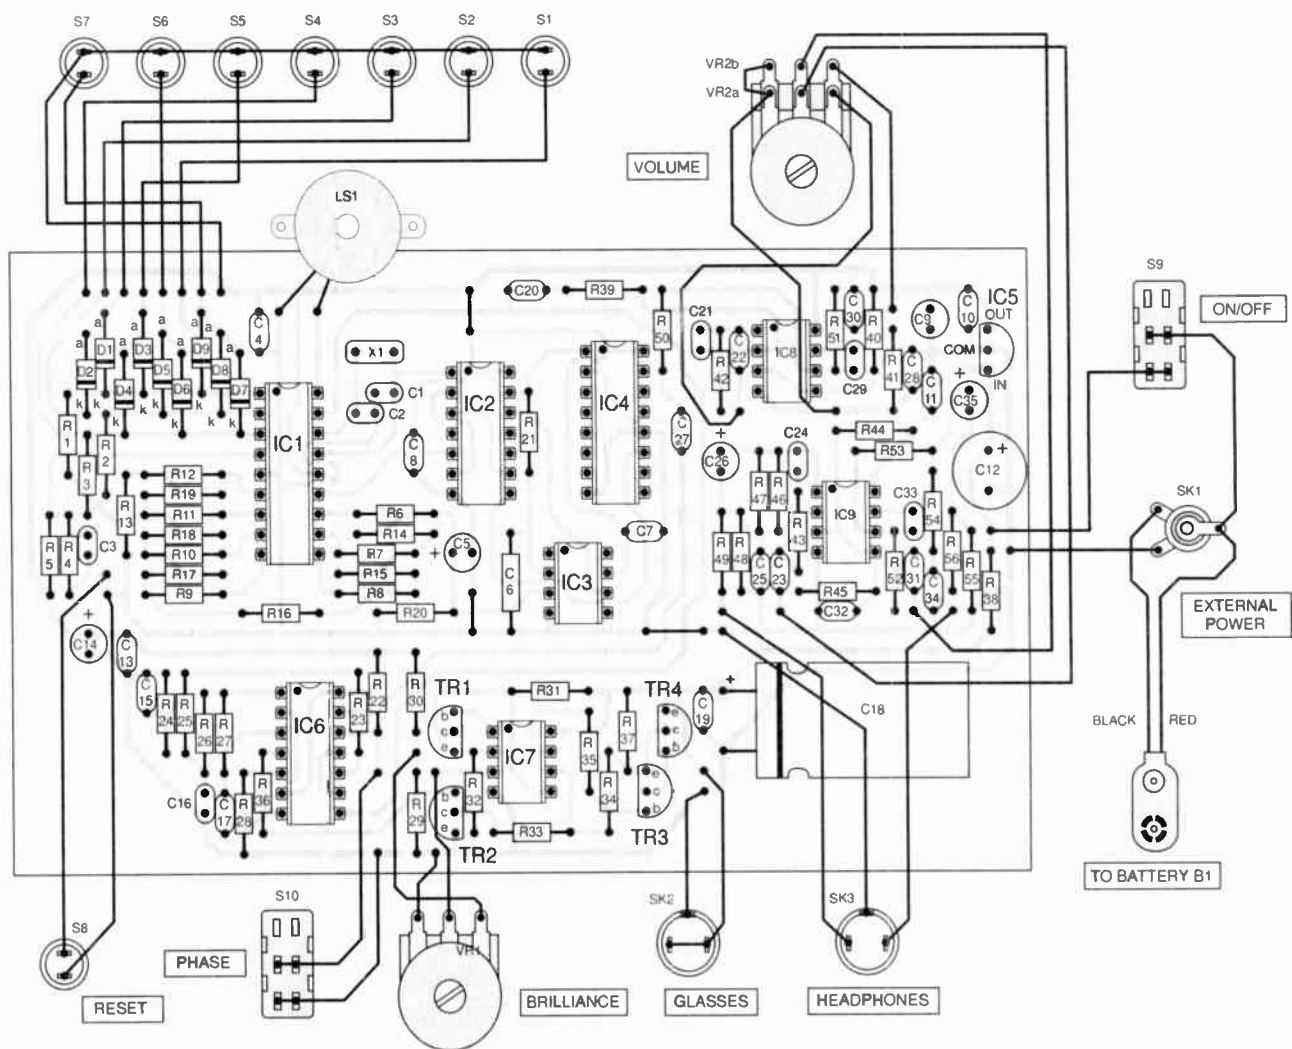 S7 S6 S5 S4 S3 S2 S1
VR2b
VR2a
VOLUME
LS1
S9
ON/OFF
C20 R39
C4
R50 C21 C22 R42 IC8
R51 C30 R40 C9 C10 IC5
OUT
COM
IN
C29 R41 C28 C11 + C35
a a a a a a a
D1 D3 D9
D2 D5 D8
D4 D6 D7
k k k k k k k
X1
C1
C2
IC1 IC2 IC4
R21
C8
R1 R2 R3
C27 + C26 C24
R44
R53
+ C12
R12
R19
R11
R18
R10
R17
R9
R13
R5 R4 C3
R6
R14
R7
R15
R8
R16 R20
+ C5
C6
IC3
C7
R47 R46 R43 IC9
R49 R48 C25 C23
R45
C32
C33 R54 R56
R52 C31 C34 R55 R38
SK1
EXTERNAL
POWER
+
C14
C13
C15
R24 R25 R26 R27
IC6
R23 R22 R30
TR1
b
c
e
R31
IC7
R35 R37
TR4
e
c
b
C19
+
C18
BLACK RED
C16 C17 R28 R36
R29
b
c
e
TR2
R32
R33
R34
e
c
b
TR3
TO BATTERY B1
S8
RESET
S10
PHASE
VR1
BRILLIANCE
SK2
GLASSES
SK3
HEADPHONES